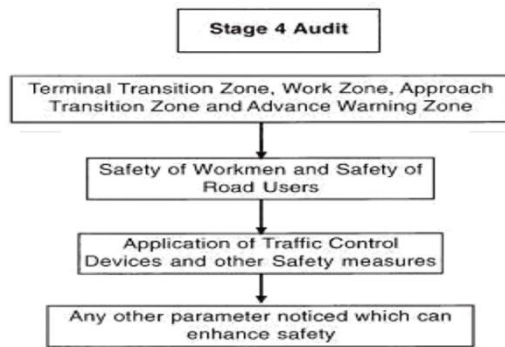 Stage 4 Audit
Terminal Transition Zone, Work Zone, Approach
Transition Zone and Advance Warning Zone
Safety of Workmen and Safety of
Road Users
Application of Traffic Control
Devices and other Safety measures
Any other parameter noticed which can
enhance safety